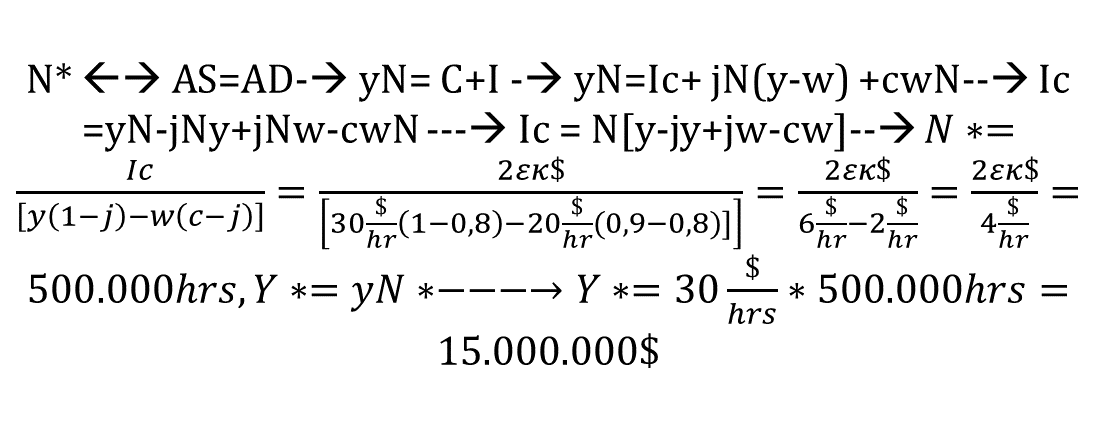 N* ←→ AS=AD-→ yN= C+I -→ yN=Ic+ jN(y-w) +cwN--→ Ic
=yN-jNy+jNw-cwN ---→ Ic = N[y-jy+jw-cw]--→ N ∗=
Ic/[y(1−j)−w(c−j)] = 2εκ$/[30 $/hr (1−0,8)−20 $/hr (0,9−0,8)]] = 2εκ$/6 $/hr −2 $/hr = 2εκ$/4 $/hr =
500.000hrs, Y ∗= yN ∗−−−−→ Y ∗= 30 $/hrs ∗ 500.000hrs =
15.000.000$